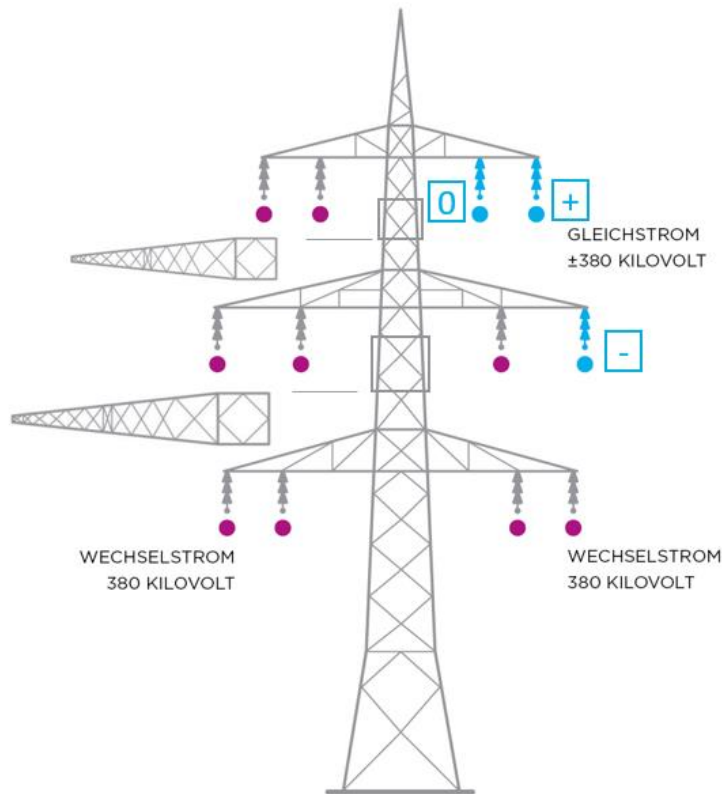 0
+
GLEICHSTROM
±380 KILOVOLT
-
WECHSELSTROM
380 KILOVOLT
WECHSELSTROM
380 KILOVOLT